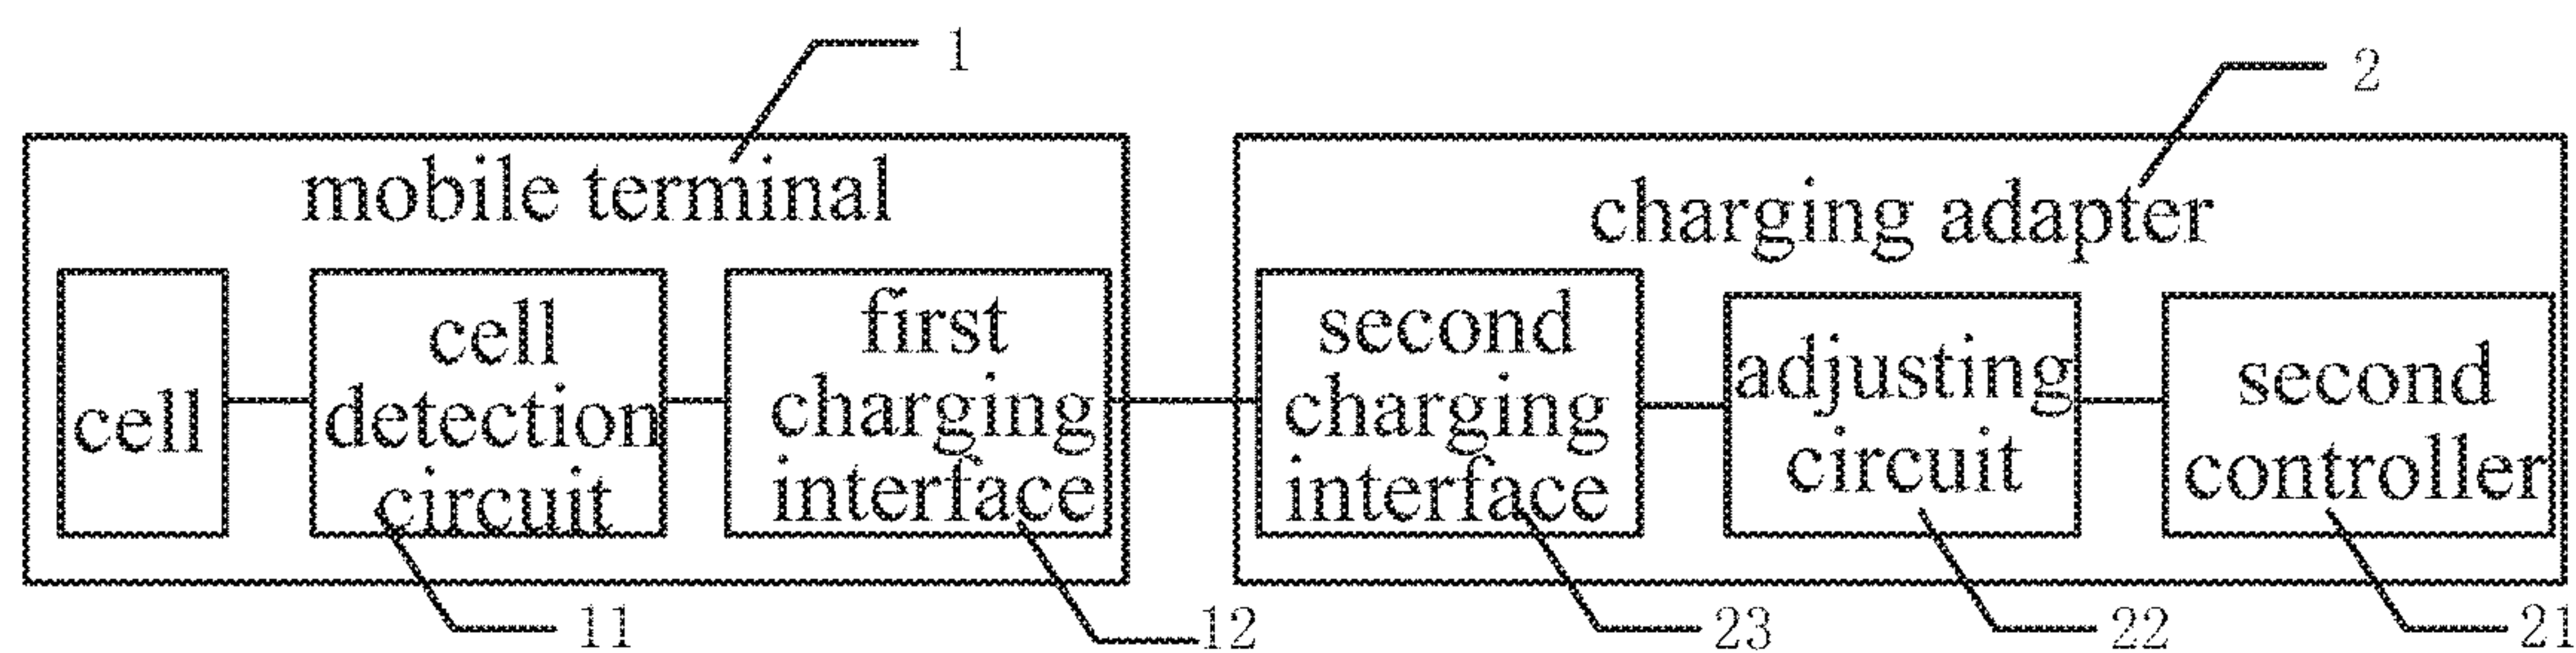 1
2
mobile terminal
charging adapter
cell
cell
detection
circuit
first
charging
interface
second
charging
interface
adjusting
circuit
second
controller
11
12
23
22
21